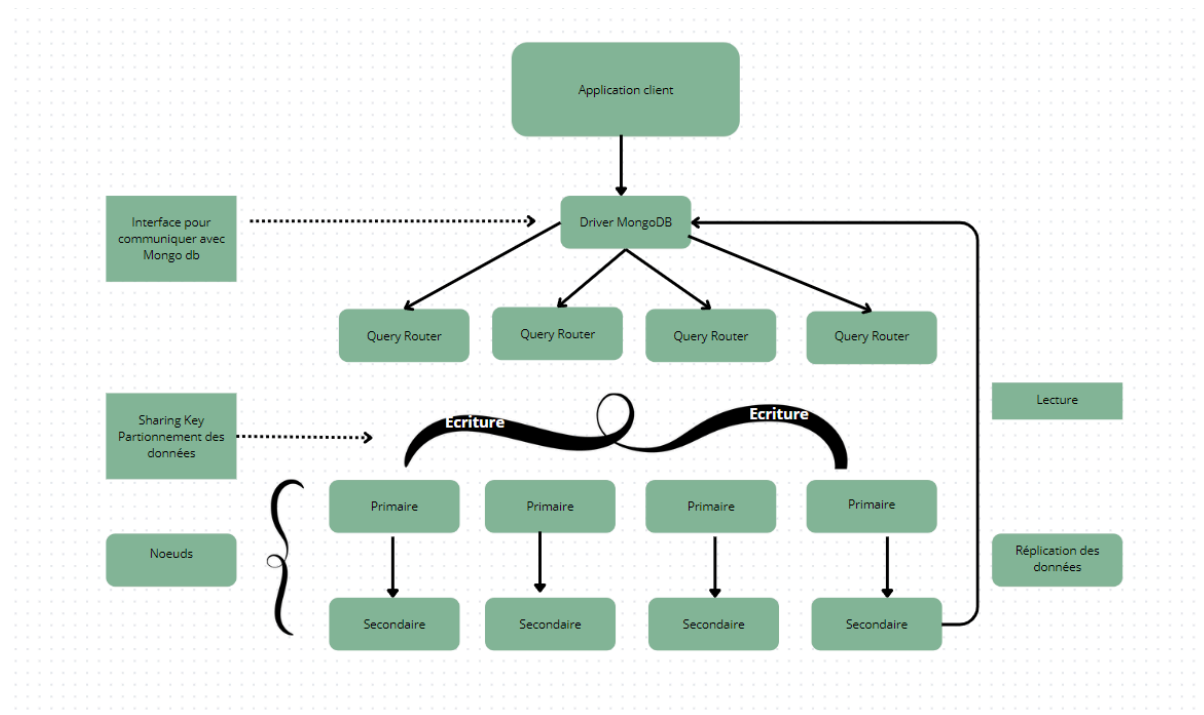 Application client
Interface pour
communiquer avec
Mongo db
Driver MongoDB
Query Router
Query Router
Query Router
Query Router
Sharing Key
Partionnement des
données
Ecriture
Ecriture
Lecture
Primaire
Primaire
Primaire
Primaire
Noeuds
Réplication des
données
Secondaire
Secondaire
Secondaire
Secondaire